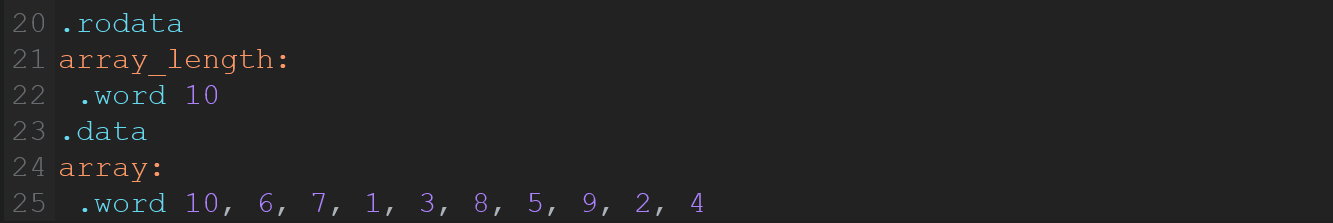 20 .rodata
21 array_length:
22  .word 10
23 .data
24 array:
25  .word 10, 6, 7, 1, 3, 8, 5, 9, 2, 4